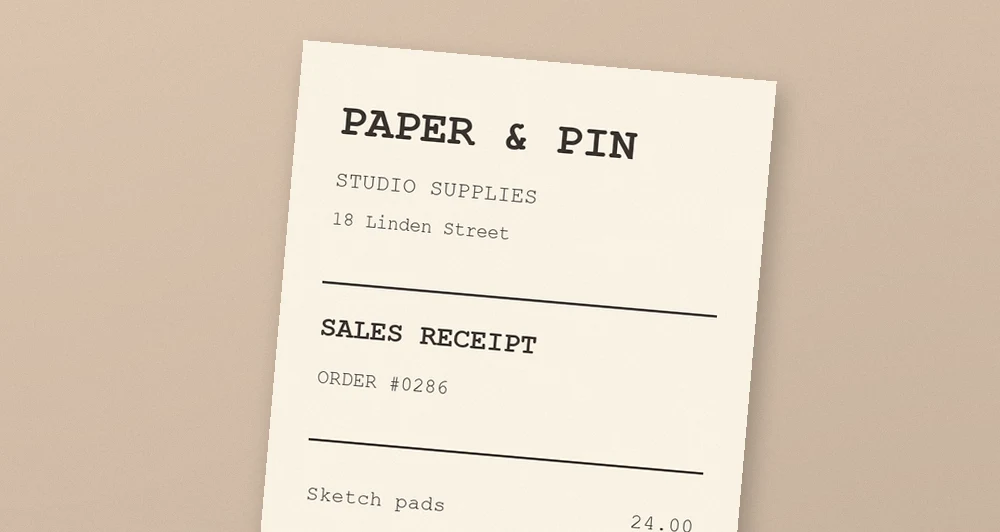 PAPER & PIN
STUDIO SUPPLIES
18 Linden Street
SALES RECEIPT
ORDER #0286
Sketch pads 24.00